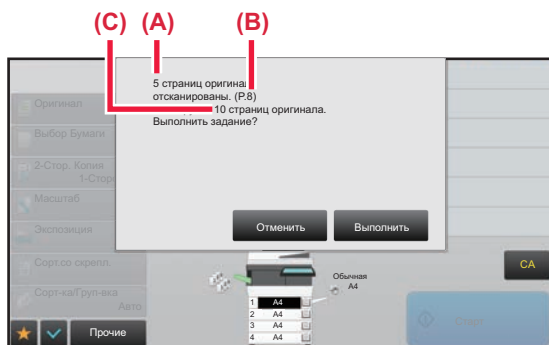 (C) (A) (B)
5 страниц оригинал
отсканированы. (P.8)
10 страниц оригинала.
Выполнить задание?
Оригинал
Выбор Бумаги
2-Стор. Копия
1-Стор
Масштаб
Экспозиция
Сорт.со скрепл.
Сорт-ка/Груп-вка
Авто
Прочие
Отменить Выполнить
Обычная
A4
1 A4
2 A4
3 A4
4 A4
CA